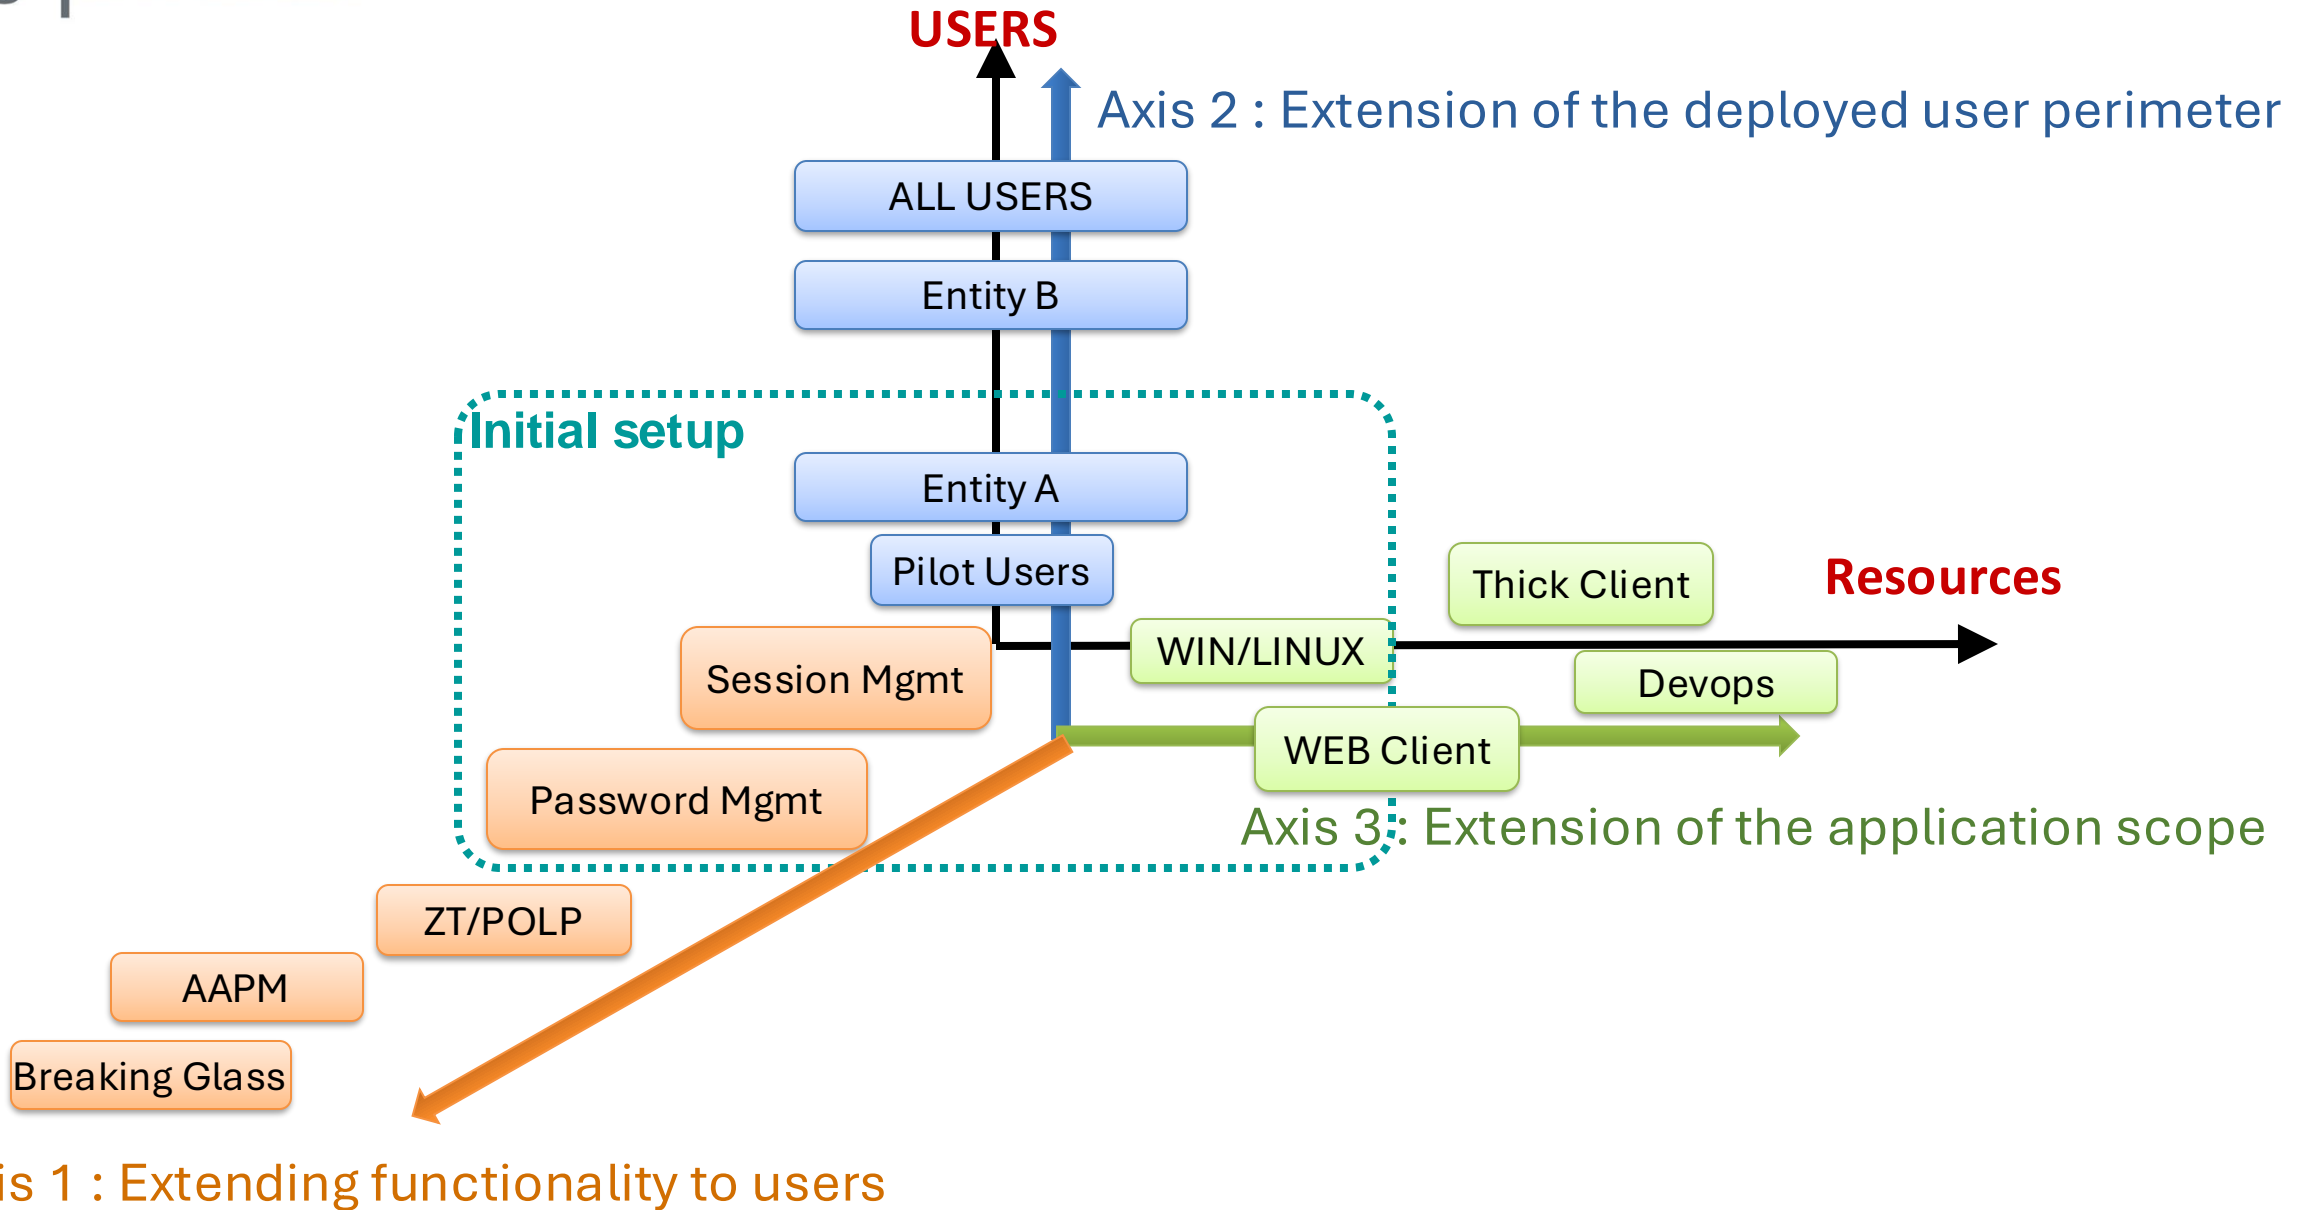 USERS
Axis 2 : Extension of the deployed user perimeter
ALL USERS
Entity B
Initial setup
Entity A
Pilot Users
Thick Client
Resources
WIN/LINUX
Session Mgmt
Devops
WEB Client
Password Mgmt
Axis 3 : Extension of the application scope
ZT/POLP
AAPM
Breaking Glass
is 1 : Extending functionality to users